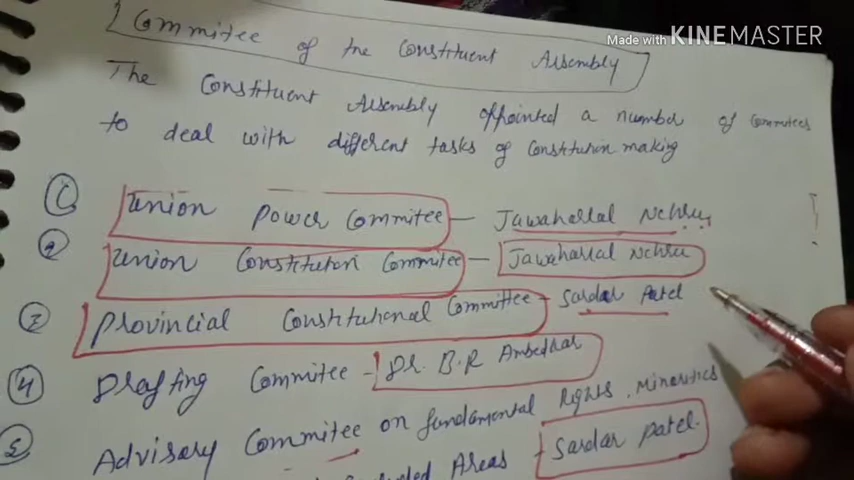 Made with KINEMASTER
Commitee of the Constituent Assembly
The Constituent Assembly appointed a number of Commitees
to deal with different tasks of Constitution making
① Union Power Commitee - Jawaharlal Nehru
② Union Constitution Commitee - Jawaharlal Nehru
③ Provincial Constitutional Committee - Sardar Patel
④ Drafting Commitee - Dr. B.R Ambedkar
⑤ Advisory Committee on fundamental Rights, Minorities
Areas - Sardar Patel.